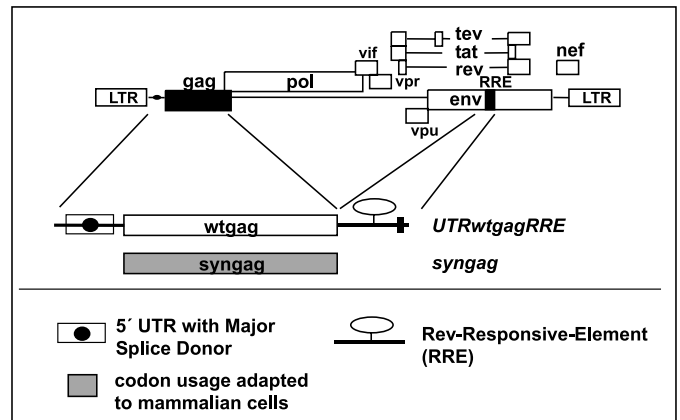 tev
vif tat nef
gag pol vpr rev
RRE
LTR env LTR
vpu
wtgag UTRwtgagRRE
syngag syngag
5´ UTR with Major
Splice Donor
Rev-Responsive-Element
(RRE)
codon usage adapted
to mammalian cells